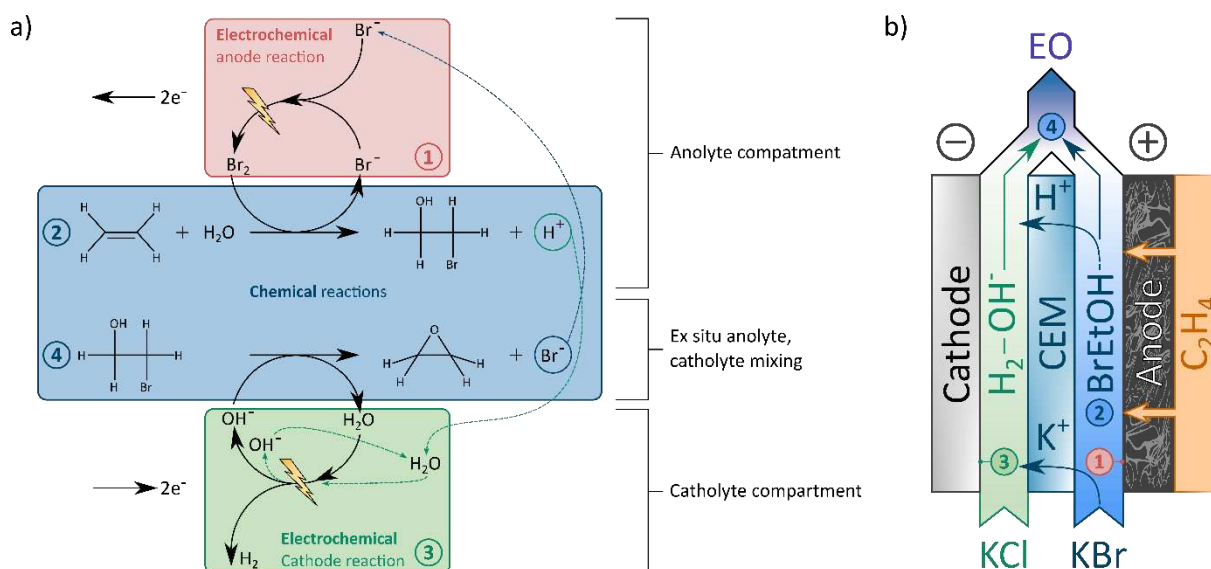 a)
Electrochemical
anode reaction
Br⁻
2e⁻
1
Br₂
Br⁻
Anolyte compatment
2
H
H
H
H
+
H₂O
OH
H
H
H
H
Br
+
H⁺
Chemical reactions
4
OH
H
H
H
H
Br
O
H
H
H
H
+
Br⁻
Ex situ anolyte,
catholyte mixing
OH⁻
H₂O
OH⁻
H₂O
2e⁻
Catholyte compartment
H₂
Electrochemical
Cathode reaction
3
b)
EO
4
−
+
Cathode
H₂−OH⁻
H⁺
CEM
K⁺
BrEtOH
Anode
C₂H₄
2
3
1
KCl
KBr